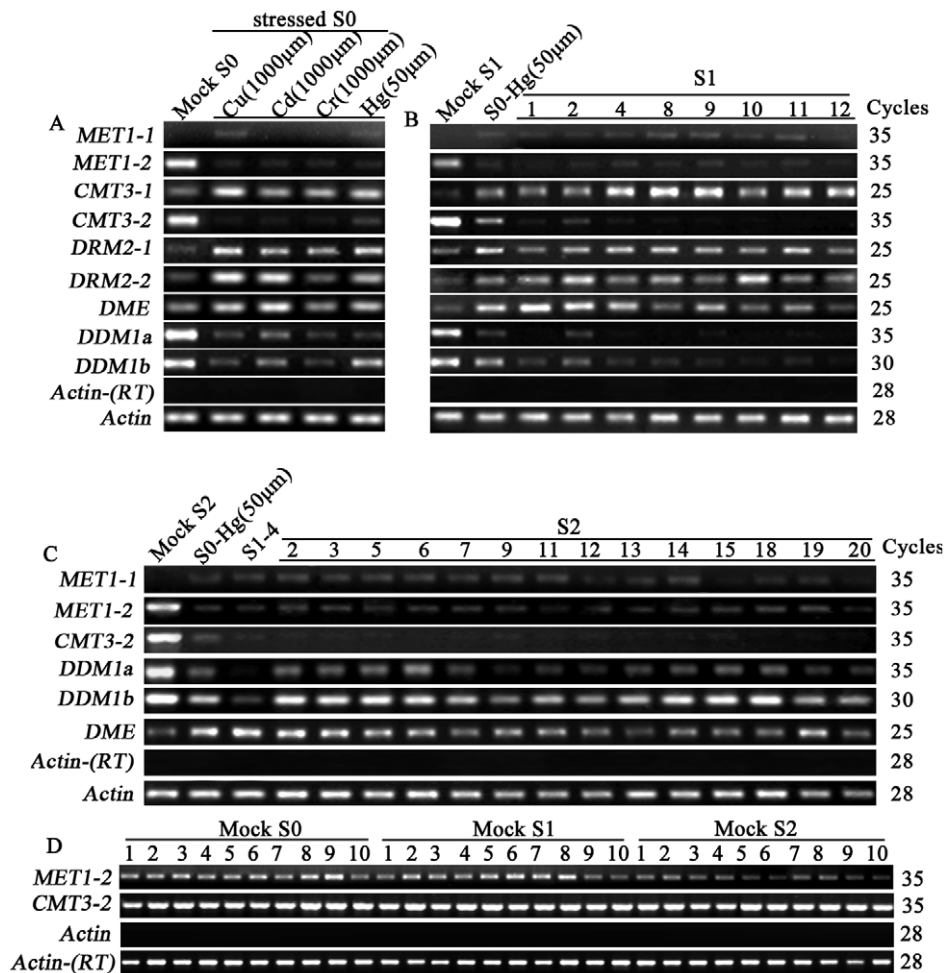 stressed S0
Mock S0 Cu(1000μm) Cd(1000μm) Cr(1000μm) Hg(50μm)
Mock S1 S0-Hg(50μm) S1
1 2 4 8 9 10 11 12 Cycles
A B
MET1-1 35
MET1-2 35
CMT3-1 25
CMT3-2 35
DRM2-1 25
DRM2-2 25
DME 25
DDM1a 35
DDM1b 30
Actin-(RT) 28
Actin 28
Mock S2 S0-Hg(50μm) S1-4 S2
C 2 3 5 6 7 9 11 12 13 14 15 18 19 20 Cycles
MET1-1 35
MET1-2 35
CMT3-2 35
DDM1a 35
DDM1b 30
DME 25
Actin-(RT) 28
Actin 28
D Mock S0 Mock S1 Mock S2
1 2 3 4 5 6 7 8 9 10 1 2 3 4 5 6 7 8 9 10 1 2 4 5 6 7 8 9 10
MET1-2 35
CMT3-2 35
Actin 28
Actin-(RT) 28